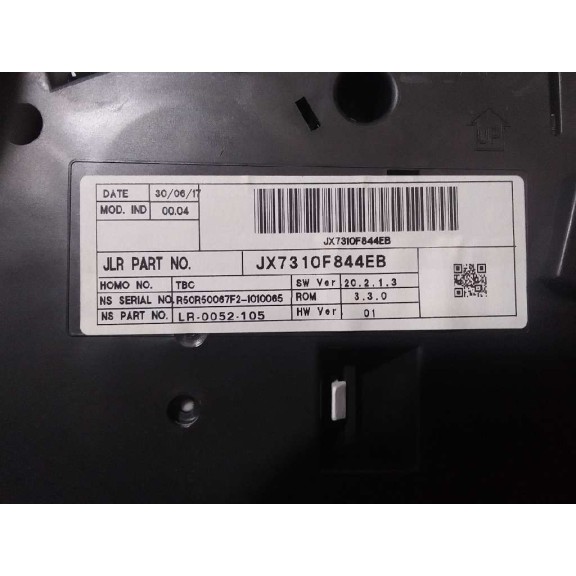 UP
DATE 30/06/17
MOD. IND 00.04
JX7310F844EB
JLR PART NO. JX7310F844EB
HOMO NO. TBC SW Ver 20.2.1.3
NS SERIAL NO. R50R50067F2-1010065 ROM 3.3.0
NS PART NO. LR-0052-105 HW Ver 01